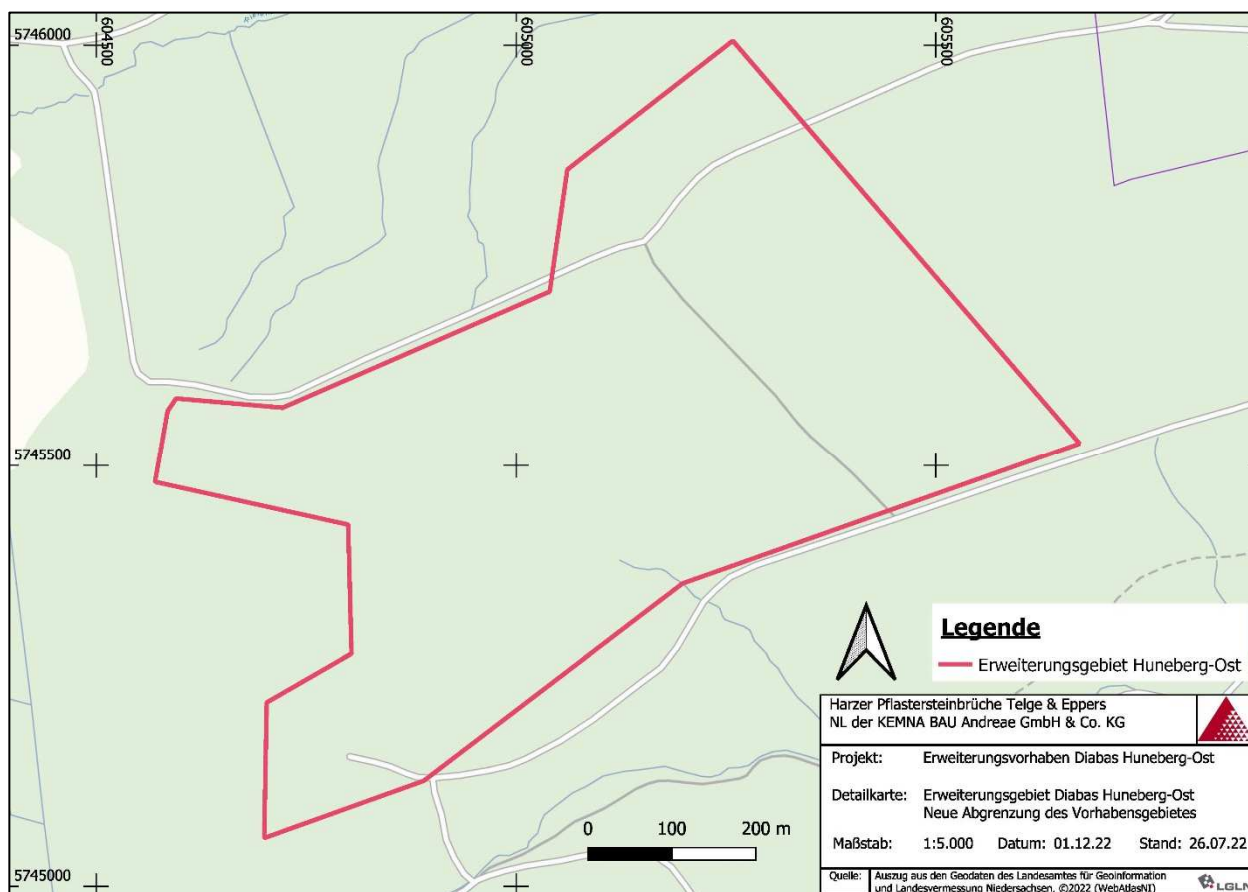 5746000
604500
605000
605500
5745500
5745000
0 100 200 m
Legende
Erweiterungsgebiet Huneberg-Ost
Harzer Pflastersteinbrüche Telge & Eppers
NL der KEMNA BAU Andreae GmbH & Co. KG
Projekt: Erweiterungsvorhaben Diabas Huneberg-Ost
Detailkarte: Erweiterungsgebiet Diabas Huneberg-Ost
Neue Abgrenzung des Vorhabensgebietes
Maßstab: 1:5.000 Datum: 01.12.22 Stand: 26.07.22
Quelle: Auszug aus den Geodaten des Landesamtes für Geoinformation
und Landesvermessung Niedersachsen, ©2022 (WebAtlasNI) LGLN